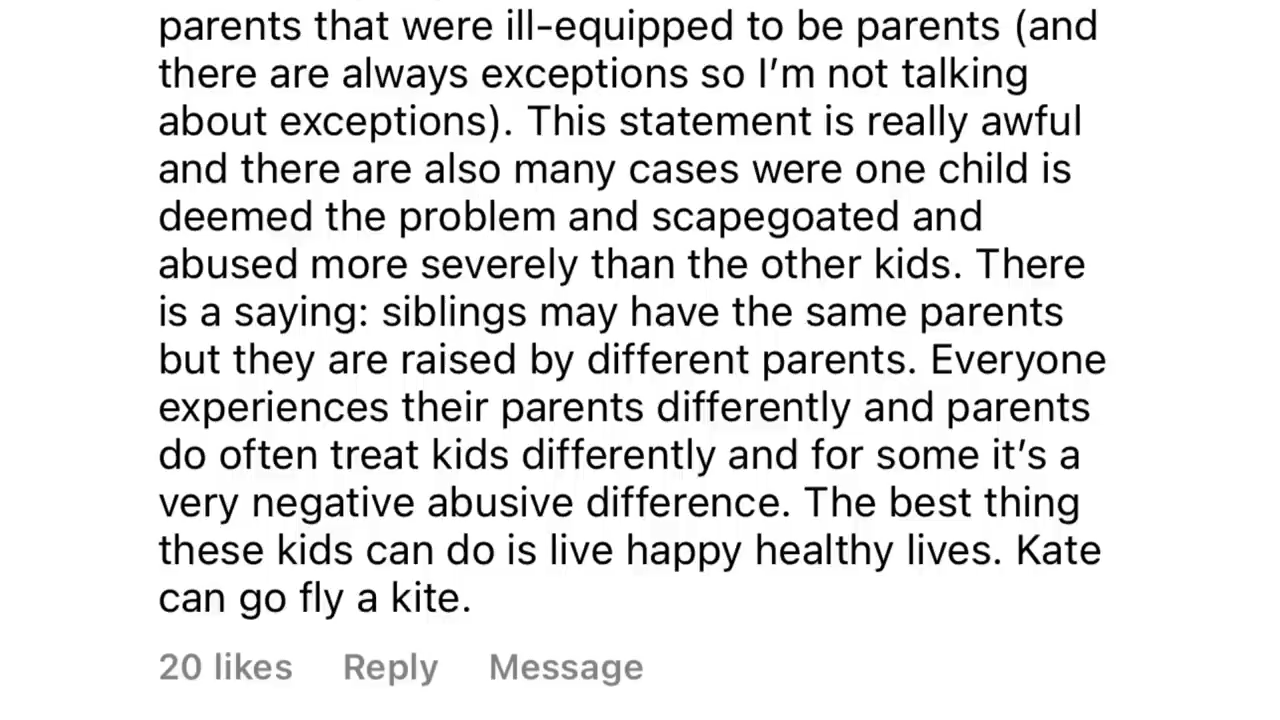 parents that were ill-equipped to be parents (and
there are always exceptions so I’m not talking
about exceptions). This statement is really awful
and there are also many cases were one child is
deemed the problem and scapegoated and
abused more severely than the other kids. There
is a saying: siblings may have the same parents
but they are raised by different parents. Everyone
experiences their parents differently and parents
do often treat kids differently and for some it’s a
very negative abusive difference. The best thing
these kids can do is live happy healthy lives. Kate
can go fly a kite.
20 likes Reply Message